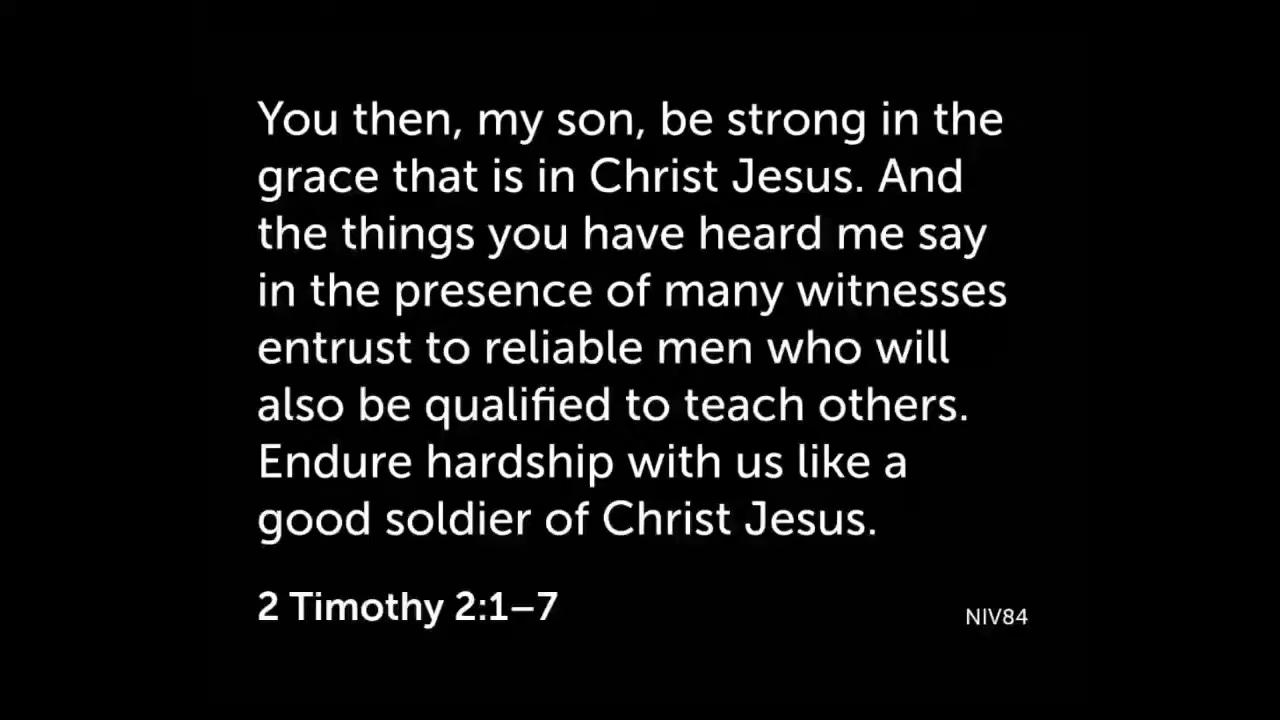 You then, my son, be strong in the
grace that is in Christ Jesus. And
the things you have heard me say
in the presence of many witnesses
entrust to reliable men who will
also be qualified to teach others.
Endure hardship with us like a
good soldier of Christ Jesus.
2 Timothy 2:1–7
NIV84